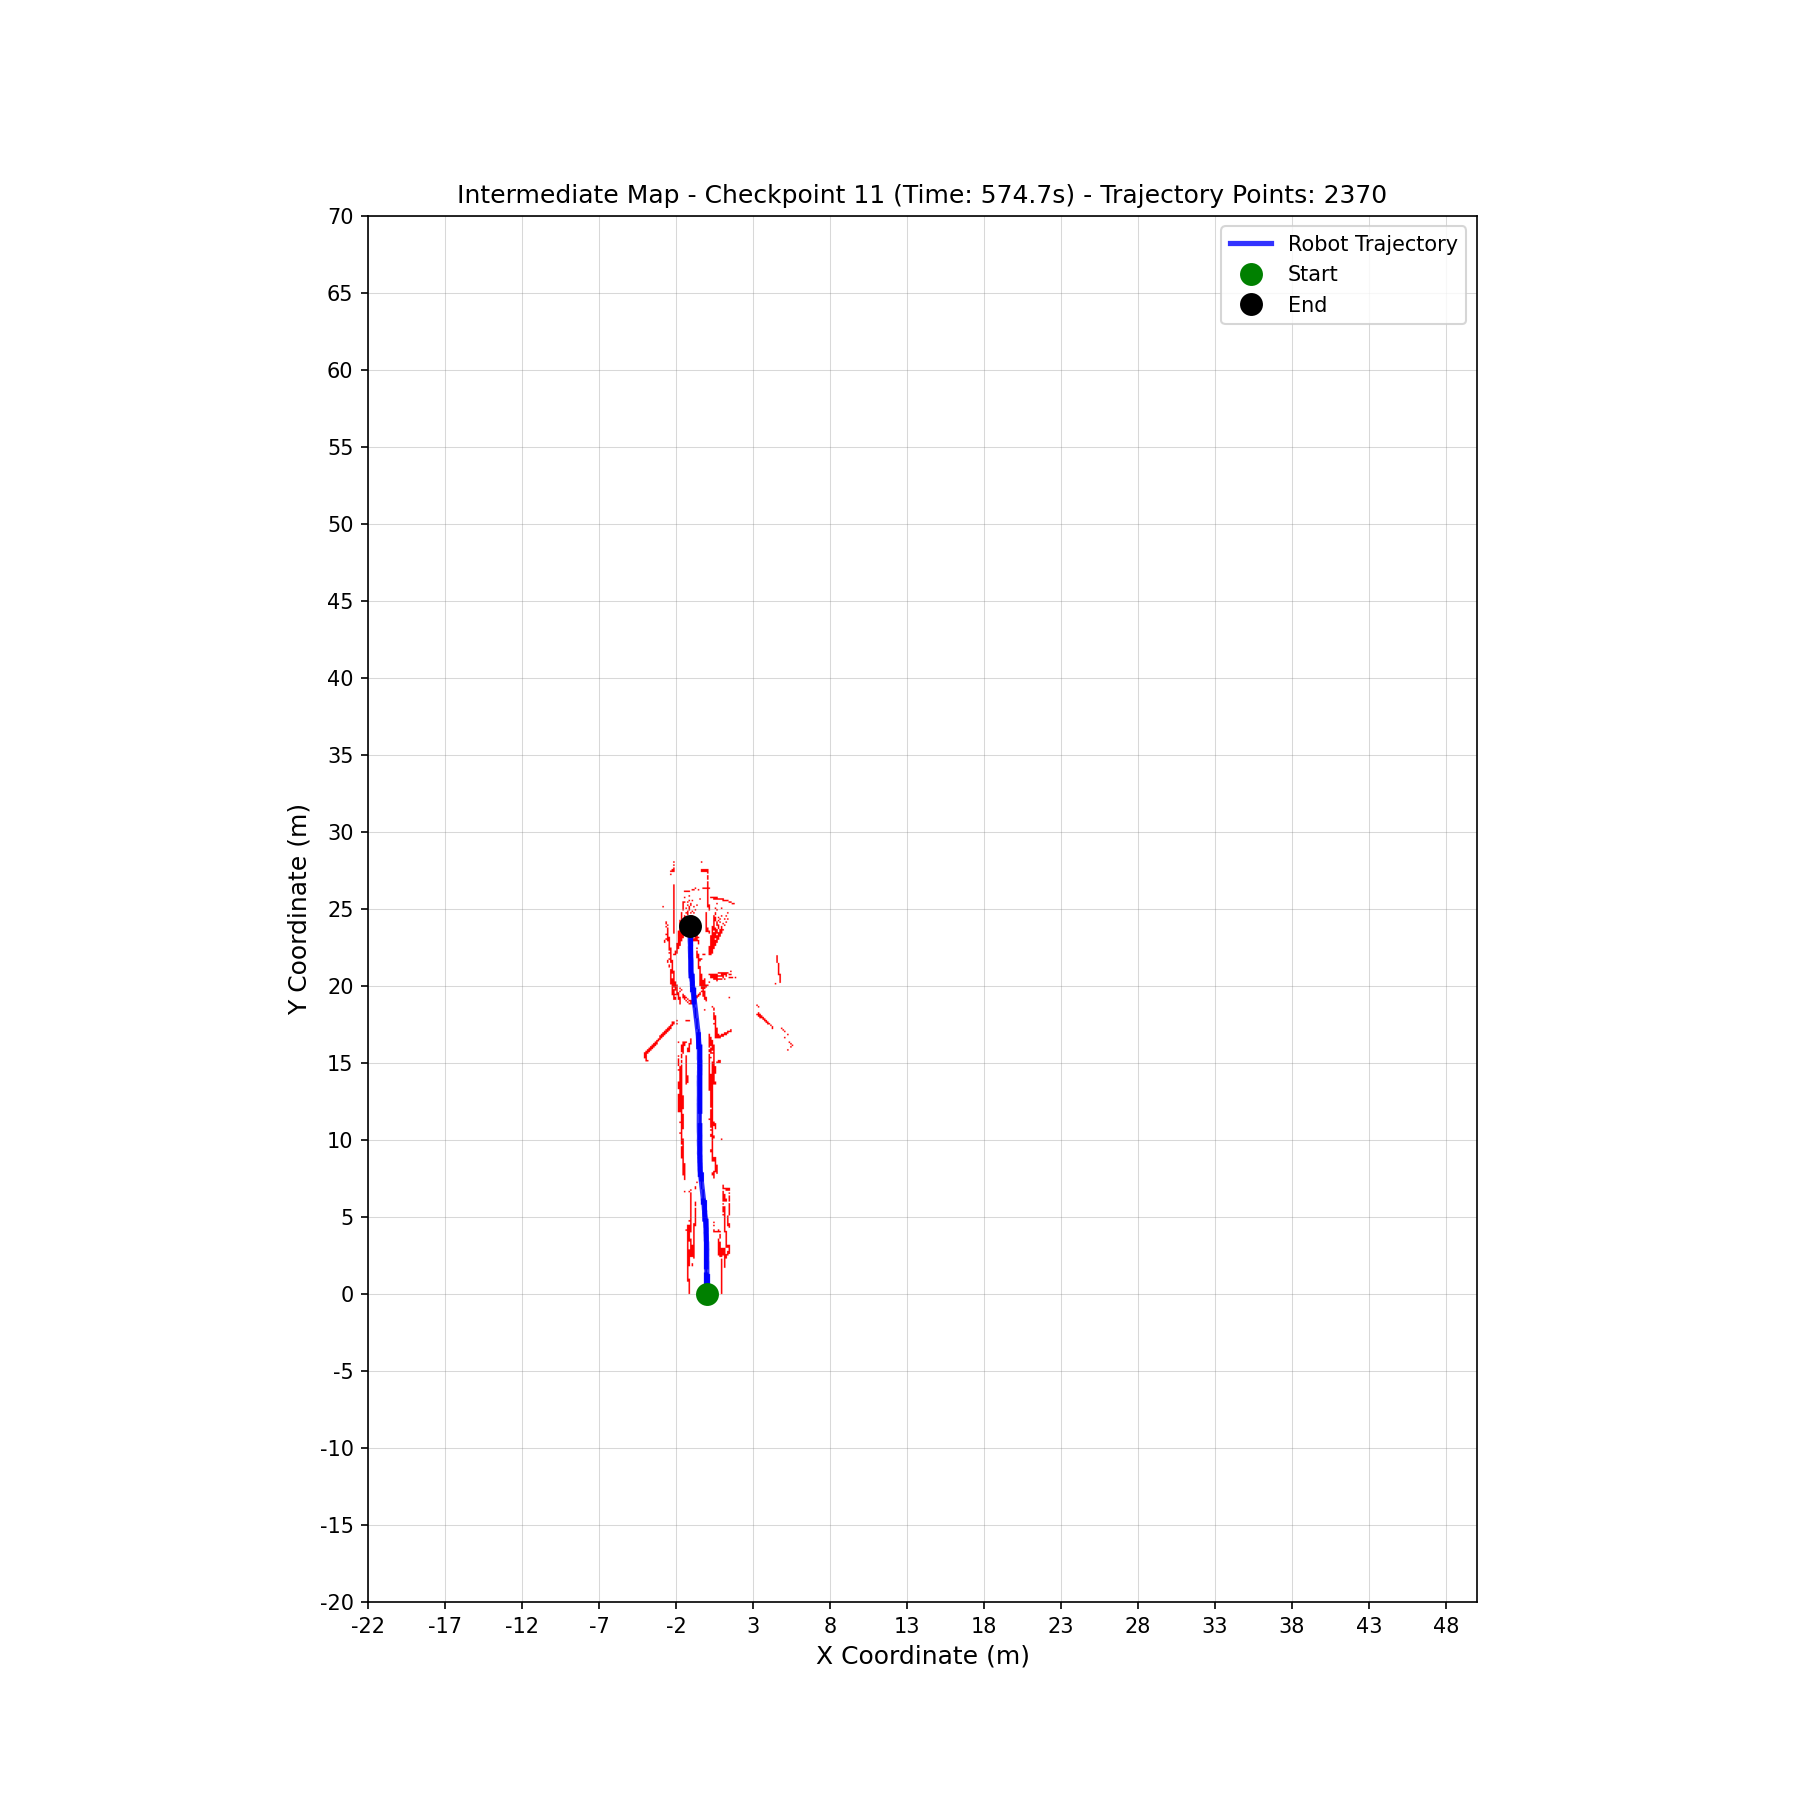 Intermediate Map - Checkpoint 11 (Time: 574.7s) - Trajectory Points: 2370
Robot Trajectory
Start
End
70
65
60
55
50
45
40
35
30
25
20
15
10
5
0
-5
-10
-15
-20
Y Coordinate (m)
-22 -17 -12 -7 -2 3 8 13 18 23 28 33 38 43 48
X Coordinate (m)